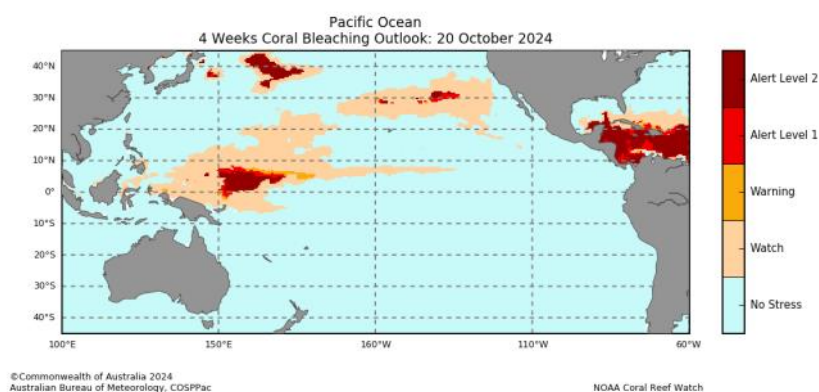 Pacific Ocean
4 Weeks Coral Bleaching Outlook: 20 October 2024
40°N
30°N
20°N
10°N
0°
10°S
20°S
30°S
40°S
100°E
150°E
160°W
110°W
60°W
Alert Level 2
Alert Level 1
Warning
Watch
No Stress
©Commonwealth of Australia 2024
Australian Bureau of Meteorology, COSPPac
NOAA Coral Reef Watch